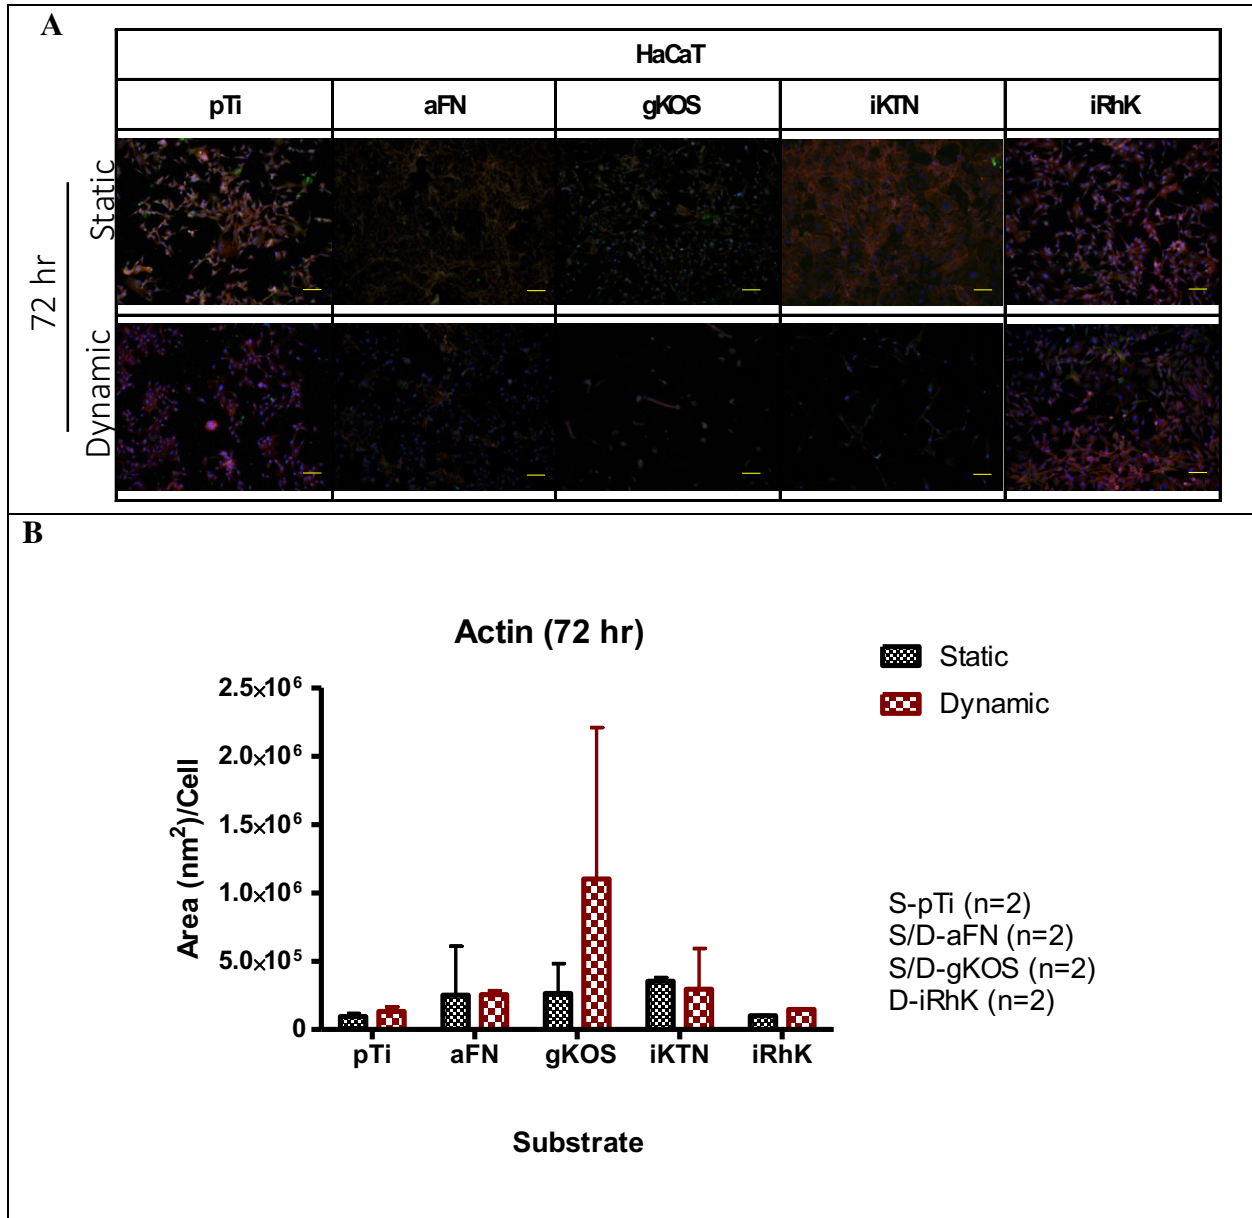 A
HaCaT
pTi aFN gKOS iKTN iRhK
72 hr
Static
Dynamic
B
Actin (72 hr)
Static
Dynamic
Area (nm²)/Cell
2.5×10⁶
2.0×10⁶
1.5×10⁶
1.0×10⁶
5.0×10⁵
0
pTi aFN gKOS iKTN iRhK
Substrate
S-pTi (n=2)
S/D-aFN (n=2)
S/D-gKOS (n=2)
D-iRhK (n=2)